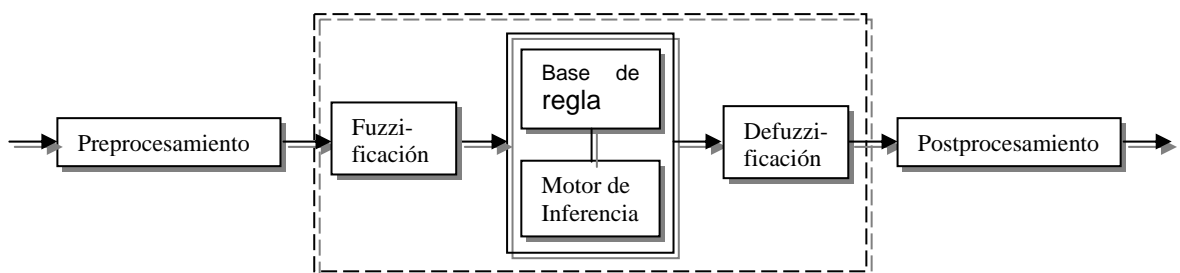 Preprocesamiento
Fuzzi-
ficación
Base de
regla
Motor de
Inferencia
Defuzzi-
ficación
Postprocesamiento